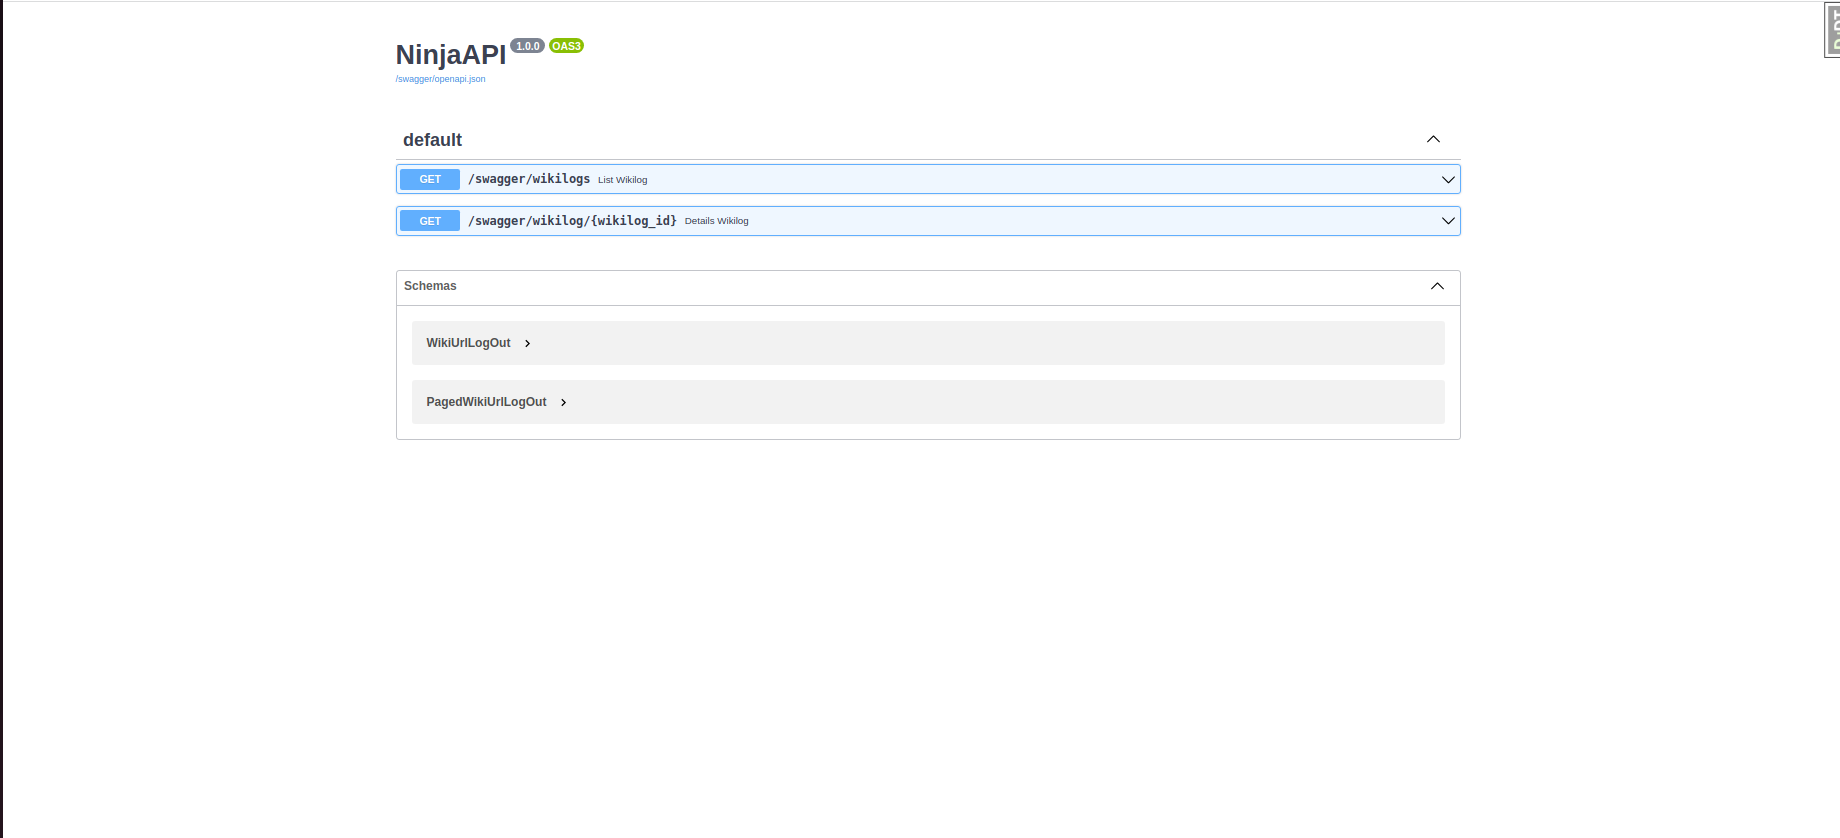 NinjaAPI 1.0.0 OAS3
/swagger/openapi.json
default
GET /swagger/wikilogs List Wikilog
GET /swagger/wikilog/{wikilog_id} Details Wikilog
Schemas
WikiUrlLogOut
PagedWikiUrlLogOut